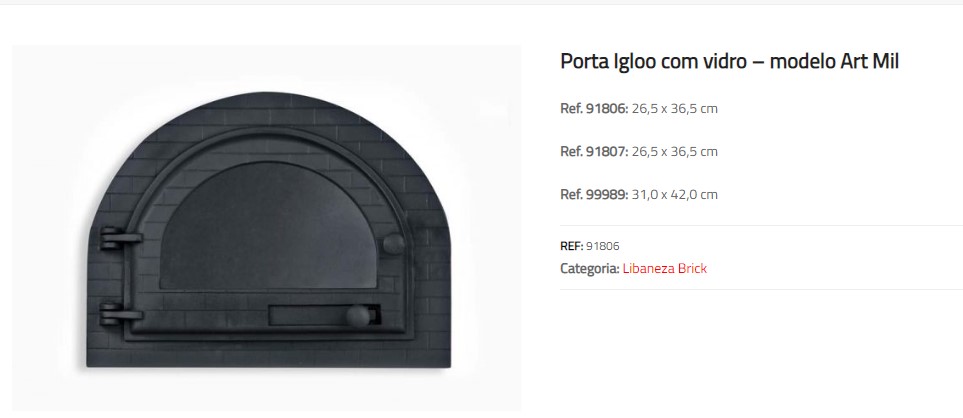 Porta Igloo com vidro – modelo Art Mil
Ref. 91806: 26,5 x 36,5 cm
Ref. 91807: 26,5 x 36,5 cm
Ref. 99989: 31,0 x 42,0 cm
REF: 91806
Categoria: Libaneza Brick